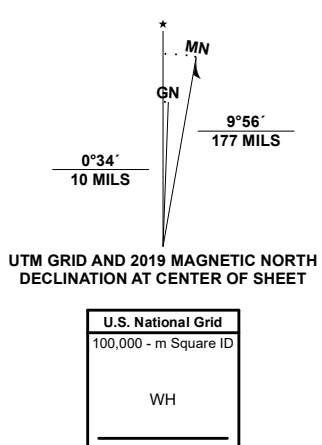 ★
MN
GN
9°56´
177 MILS
0°34´
10 MILS
UTM GRID AND 2019 MAGNETIC NORTH
DECLINATION AT CENTER OF SHEET
U.S. National Grid
100,000 - m Square ID
WH